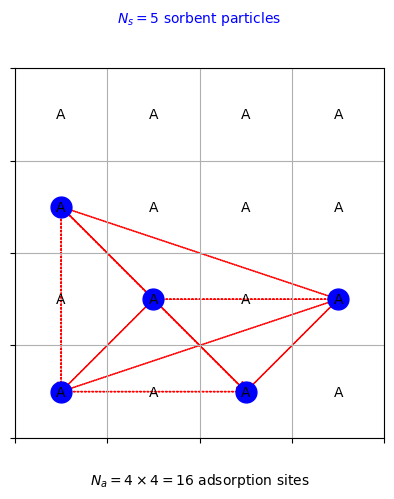 $N_s = 5$ sorbent particles
A A A A
A A A A
A A A A
A A A A
$N_a = 4 \times 4 = 16$ adsorption sites